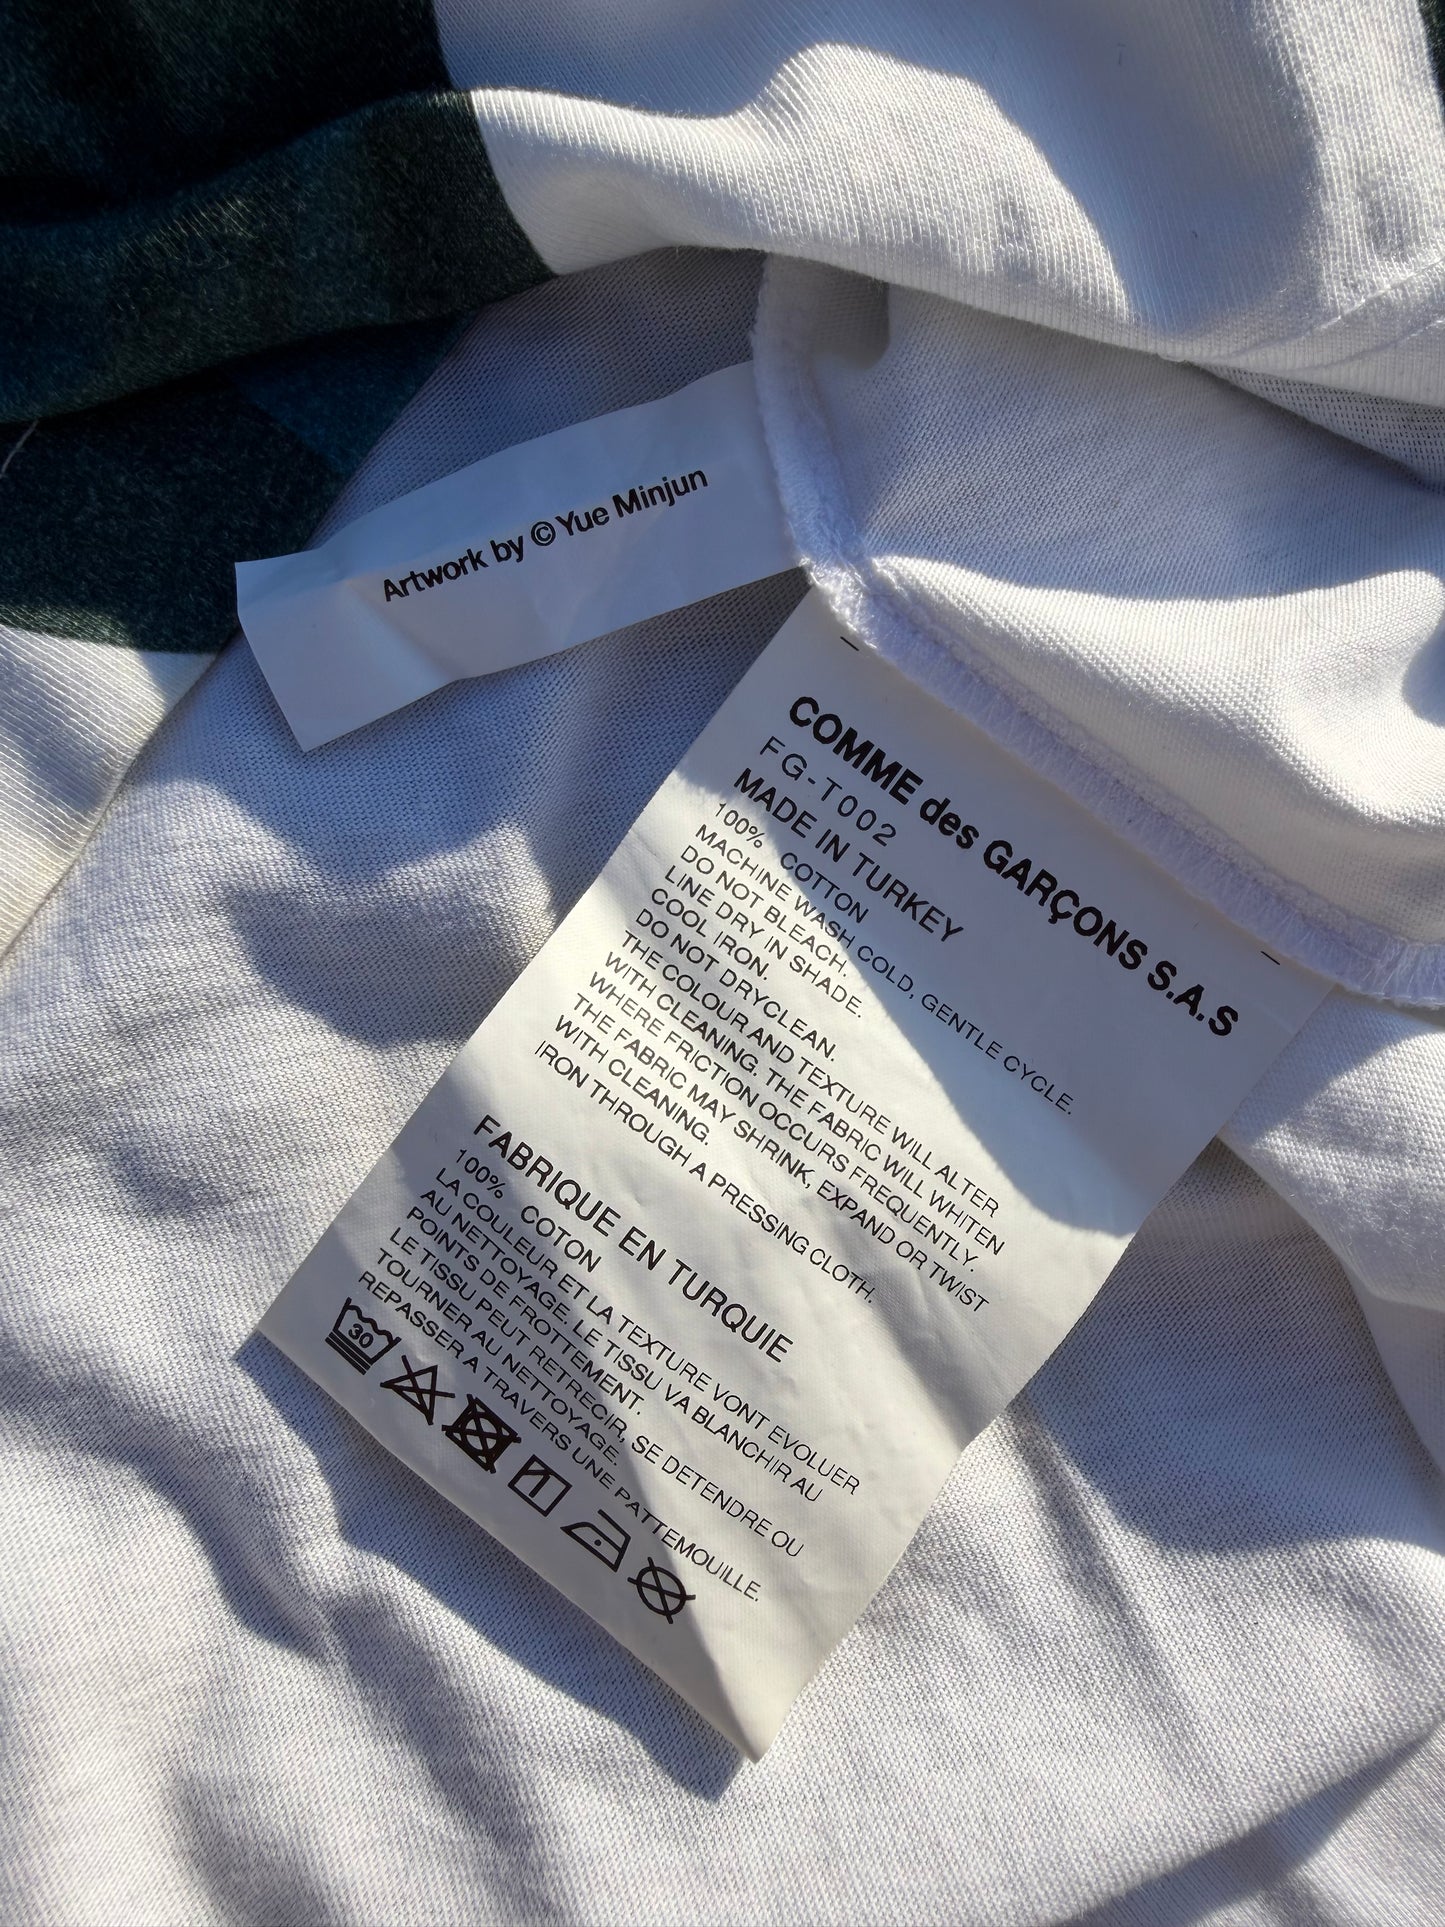 Artwork by © Yue Minjun
COMME des GARÇONS S.A.S
FG-T002
MADE IN TURKEY
100% COTTON
MACHINE WASH COLD, GENTLE CYCLE.
DO NOT BLEACH.
LINE DRY IN SHADE.
COOL IRON.
DO NOT DRYCLEAN.
THE COLOUR AND TEXTURE WILL ALTER
WITH CLEANING. THE FABRIC WILL WHITEN
WHERE FRICTION OCCURS FREQUENTLY.
THE FABRIC MAY SHRINK, EXPAND OR TWIST
WITH CLEANING.
IRON THROUGH A PRESSING CLOTH.
FABRIQUE EN TURQUIE
100% COTON
LA COULEUR ET LA TEXTURE VONT EVOLUER
AU NETTOYAGE. LE TISSU VA BLANCHIR AU
POINTS DE FROTTEMENT.
LE TISSU PEUT RETRECIR, SE DETENDRE OU
TOURNER AU NETTOYAGE.
REPASSER A TRAVERS UNE PATTEMOUILLE.
30